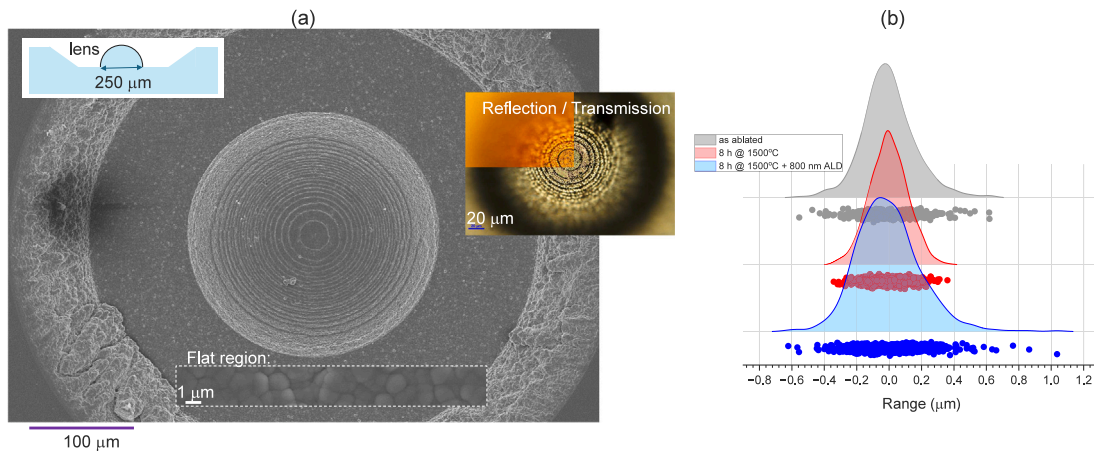 (a)
lens
250 μm
Reflection / Transmission
20 μm
Flat region:
1 μm
100 μm
(b)
as ablated
8 h @ 1500ºC
8 h @ 1500ºC + 800 nm ALD
−0.8 −0.6 −0.4 −0.2 0.0 0.2 0.4 0.6 0.8 1.0 1.2
Range (μm)